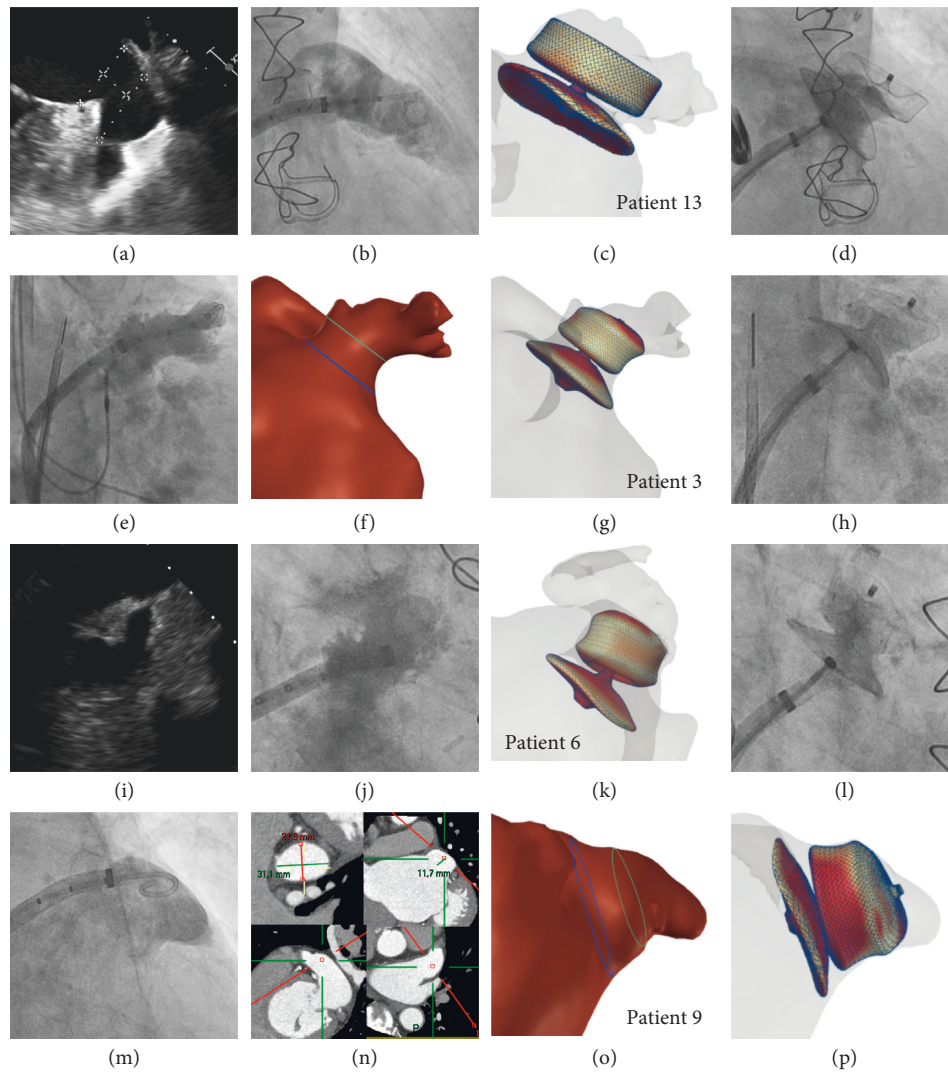 Patient 13
(a)
(b)
(c)
(d)
Patient 3
(e)
(f)
(g)
(h)
Patient 6
(i)
(j)
(k)
(l)
31,1 mm
11,7 mm
P
Patient 9
(m)
(n)
(o)
(p)